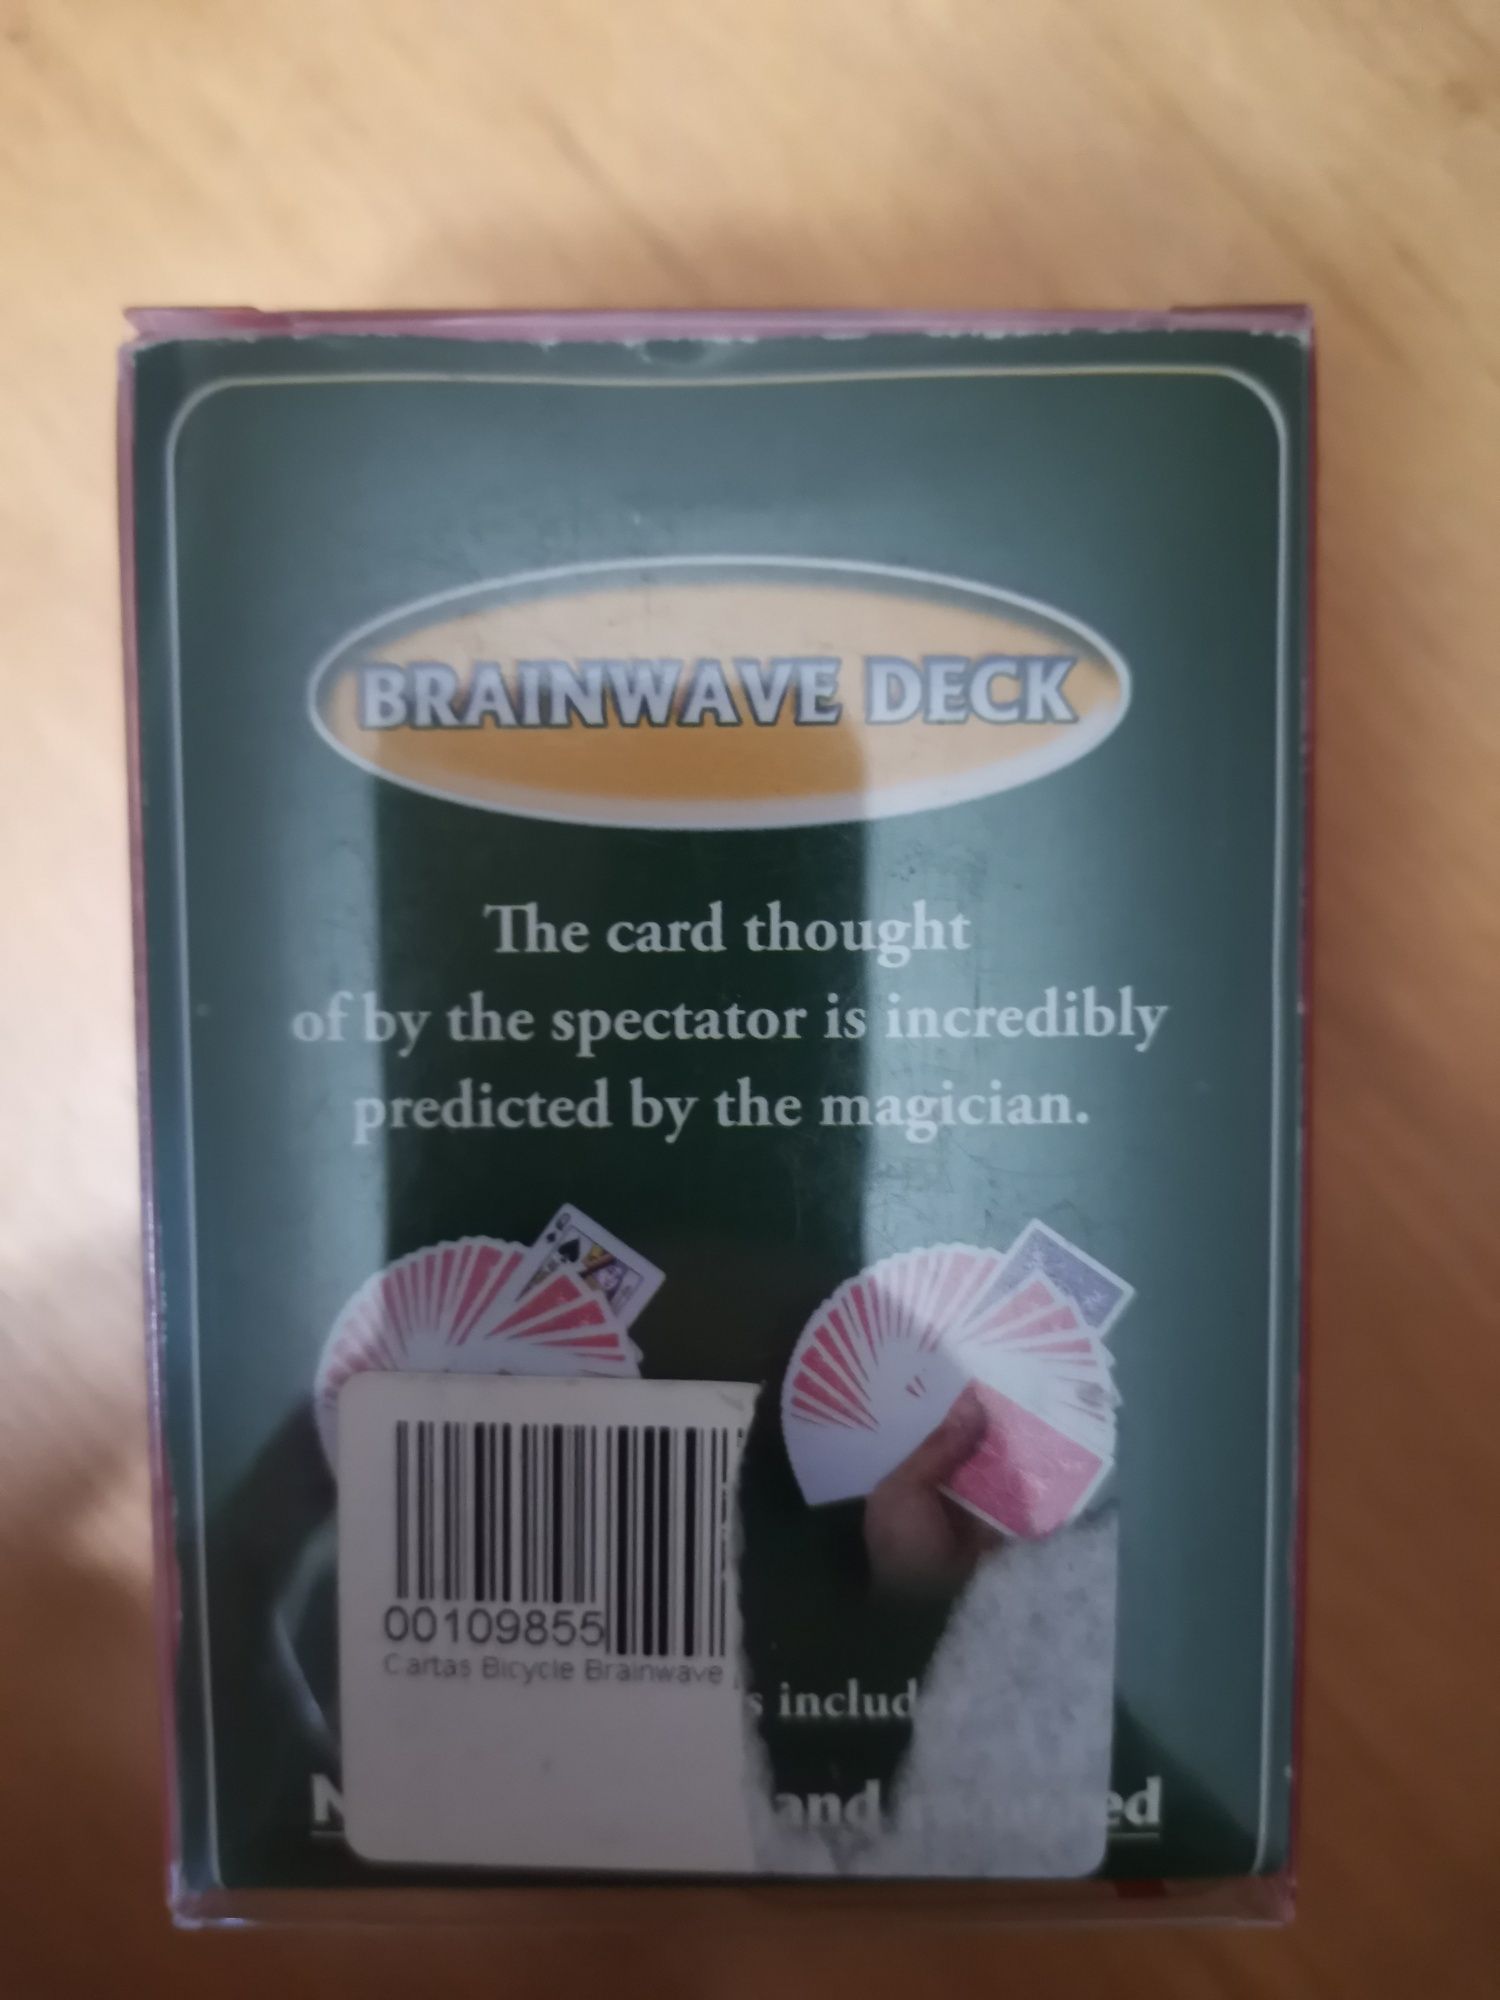 BRAINWAVE DECK
The card thought
of by the spectator is incredibly
predicted by the magician.
00109855
Cartas Bicycle Brainwave
s includ
N and ed